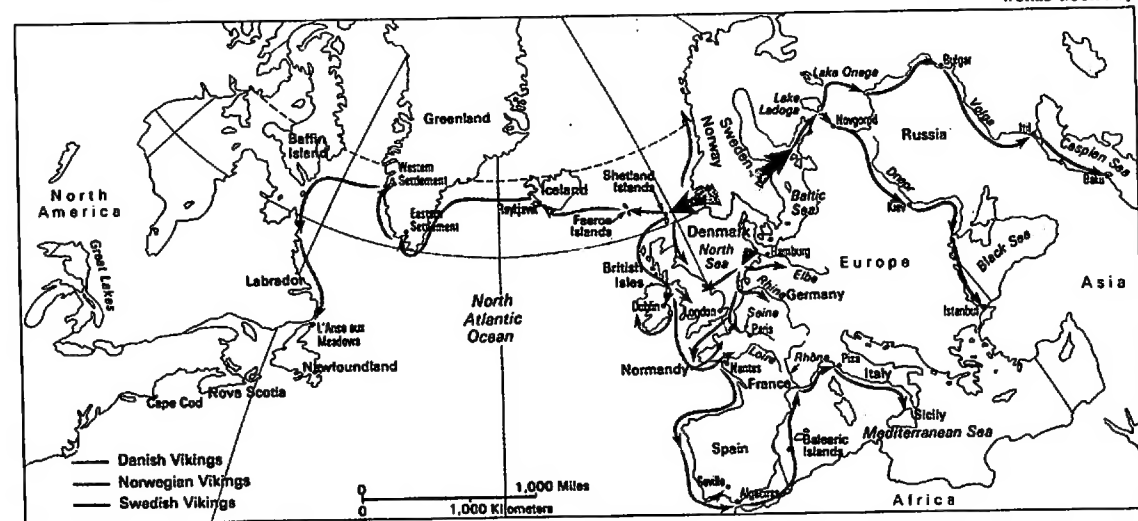 Baffin
Island
Greenland
North
America
Great Lakes
Western
Settlement
Eastern
Settlement
Iceland
Reykjavik
Shetland
Islands
Faeroe
Islands
Norway
Sweden
Lake Onega
Lake
Ladoga
Novgorod
Bulgar
Volga
Russia
Itil
Caspian Sea
Baku
Dnepr
Kiev
Black Sea
Istanbul
Asia
Baltic
Sea
Denmark
North
Sea
Hamburg
Elbe
Europe
Rhine
Germany
British
Isles
Dublin
London
Seine
Paris
Labrador
L'Anse aux
Meadows
Newfoundland
Nova Scotia
Cape Cod
North
Atlantic
Ocean
Normandy
Nantes
Loire
France
Rhône
Pisa
Italy
Sicily
Mediterranean Sea
Balearic
Islands
Spain
Seville
Algeciras
Africa
Danish Vikings
Norwegian Vikings
Swedish Vikings
0
1,000 Miles
0
1,000 Kilometers